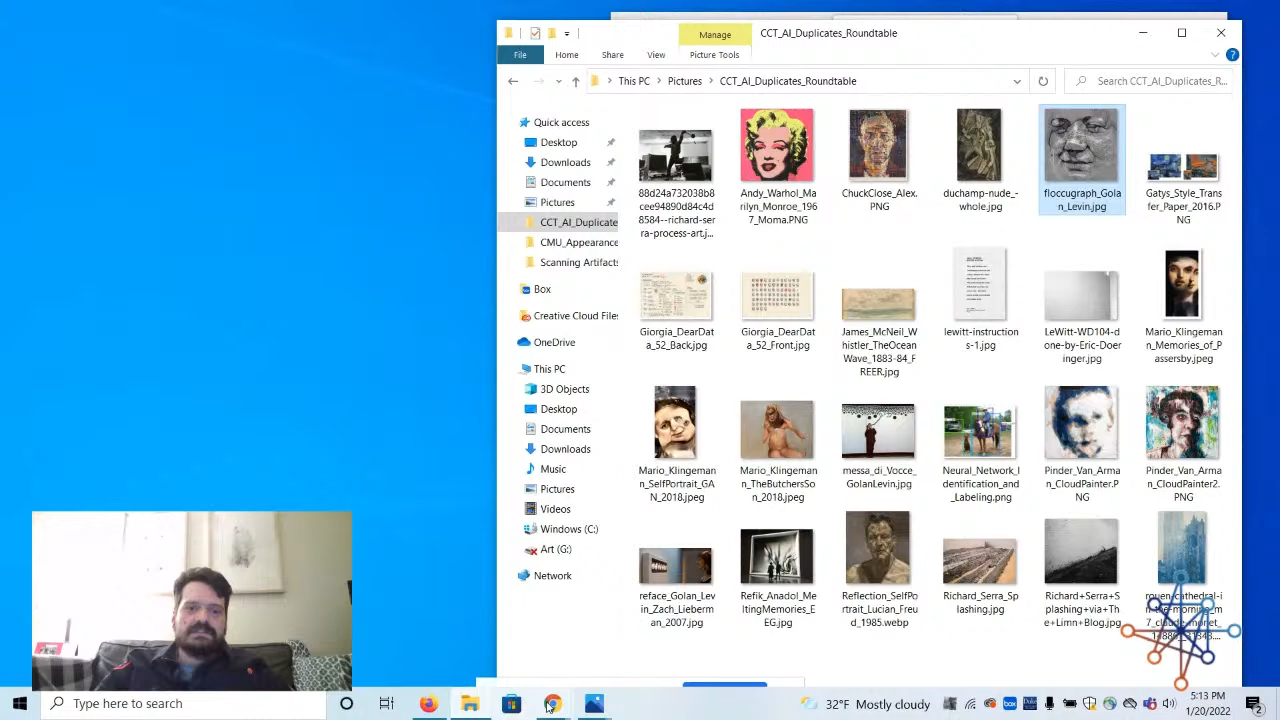 Manage
CCT_AI_Duplicates_Roundtable
File
Home
Share
View
Picture Tools
This PC
Pictures
CCT_AI_Duplicates_Roundtable
Search CCT_AI_Duplicates_R...
Quick access
Desktop
Downloads
Documents
Pictures
CCT_AI_Duplicate
CMU_Appearance
Scanning Artifacts
Box
Creative Cloud Files
OneDrive
This PC
3D Objects
Desktop
Documents
Downloads
Music
Pictures
Videos
Windows (C:)
Art (G:)
Network
88d24a732038b8
cee94890d84c4d
8584--richard-ser
ra-process-art.j...
Andy_Warhol_Ma
rilyn_Monroe_196
7_Moma.PNG
ChuckClose_Alex.
PNG
duchamp-nude_-
whole.jpg
floccugraph_Gola
n_Levin.jpg
Gatys_Style_Trans
fer_Paper_2016.P
NG
Giorgia_DearDat
a_52_Back.jpg
Giorgia_DearDat
a_52_Front.jpg
James_McNeil_W
histler_TheOcean
Wave_1883-84_F
REER.jpg
lewitt-instruction
s-1.jpg
LeWitt-WD104-d
one-by-Eric-Doer
inger.jpg
Mario_Klingeman
n_Memories_of_P
assersby.jpeg
Mario_Klingeman
n_SelfPortrait_GA
N_2018.jpeg
Mario_Klingeman
n_TheButchersSo
n_2018.jpeg
messa_di_Vocce_
GolanLevin.jpg
Neural_Network_I
dentification_and
_Labeling.png
Pinder_Van_Arma
n_CloudPainter.P
NG
Pinder_Van_Arma
n_CloudPainter2.
PNG
reface_Golan_Lev
in_Zach_Lieberm
an_2007.jpg
Refik_Anadol_Me
ltingMemories_E
EG.jpg
Reflection_SelfPo
rtrait_Lucian_Freu
d_1985.webp
Richard_Serra_Sp
lashing.jpg
Richard+Serra+S
plashing+via+Th
e+Limn+Blog.jpg
Type here to search
32°F Mostly cloudy
5:13 PM
1/20/2022